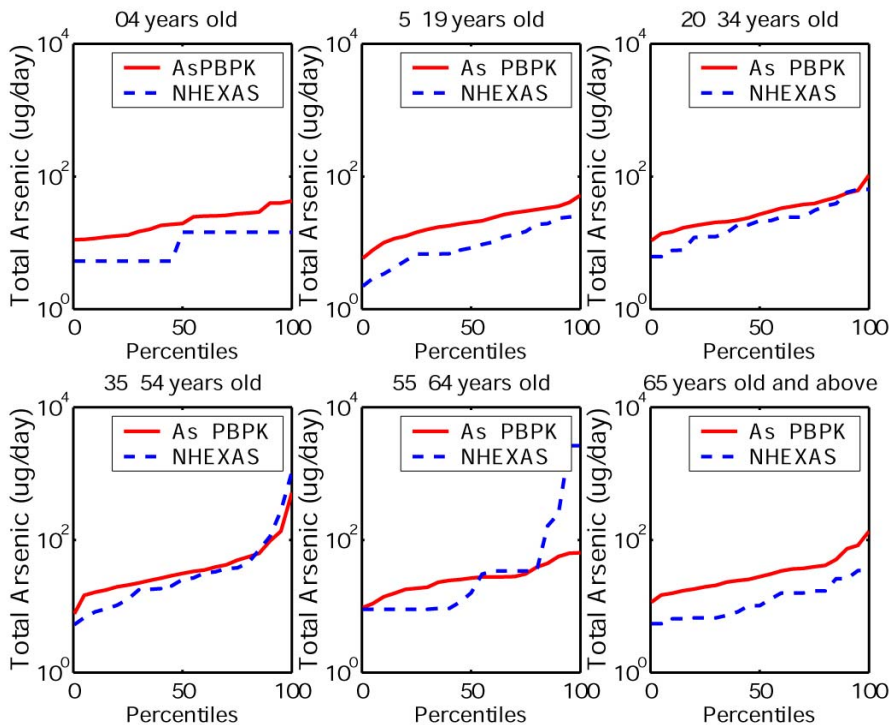 04 years old
10^4
AsPBPK
NHEXAS
10^2
10^0
0
50
100
Total Arsenic (ug/day)
Percentiles
5 19 years old
10^4
As PBPK
NHEXAS
10^2
10^0
0
50
100
Total Arsenic (ug/day)
Percentiles
20 34 years old
10^4
As PBPK
NHEXAS
10^2
10^0
0
50
100
Total Arsenic (ug/day)
Percentiles
35 54 years old
10^4
As PBPK
NHEXAS
10^2
10^0
0
50
100
Total Arsenic (ug/day)
Percentiles
55 64 years old
10^4
As PBPK
NHEXAS
10^2
10^0
0
50
100
Total Arsenic (ug/day)
Percentiles
65 years old and above
10^4
As PBPK
NHEXAS
10^2
10^0
0
50
100
Total Arsenic (ug/day)
Percentiles